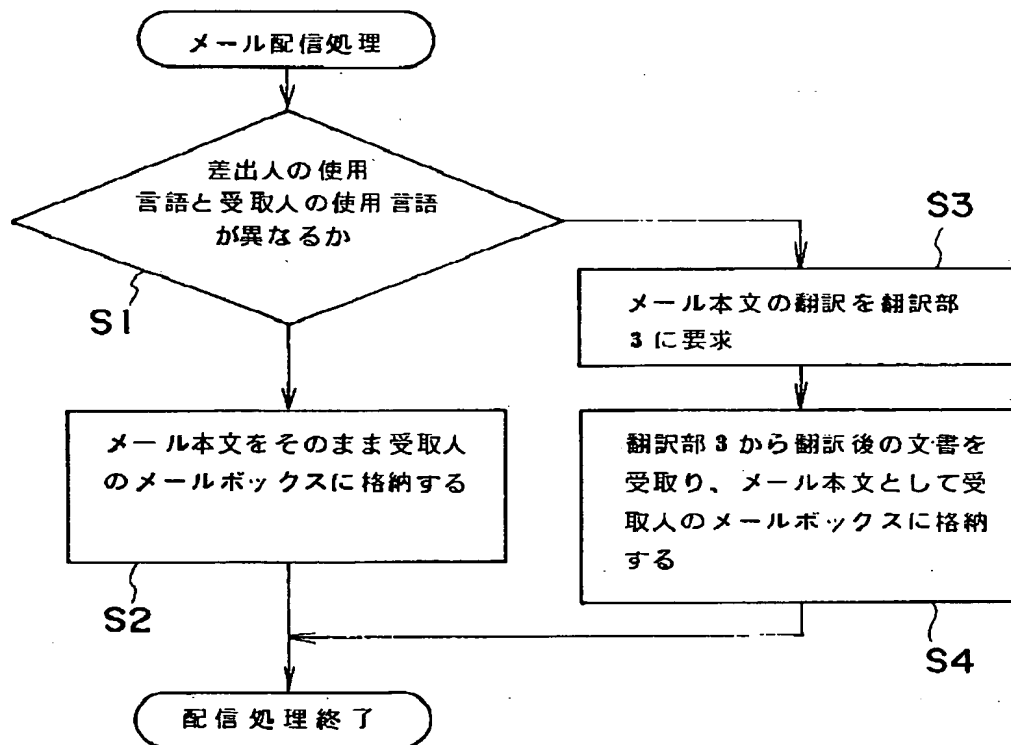 メール配信処理
差出人の使用
言語と受取人の使用言語
が異なるか
S1
S3
メール本文の翻訳を翻訳部
3に要求
メール本文をそのまま受取人
のメールボックスに格納する
S2
翻訳部3から翻訳後の文書を
受取り、メール本文として受
取人のメールボックスに格納
する
S4
配信処理終了